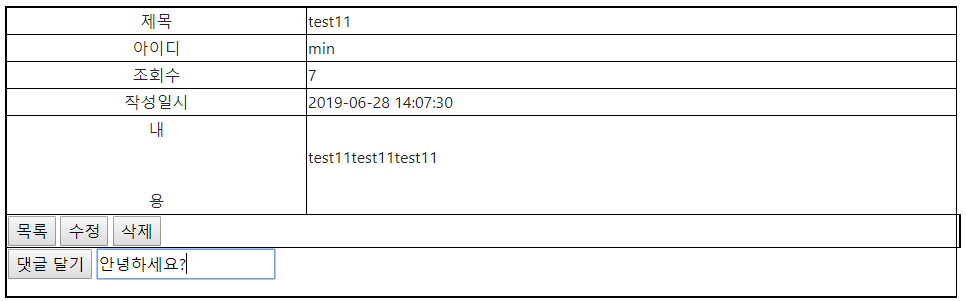 제목 test11
아이디 min
조회수 7
작성일시 2019-06-28 14:07:30
내
test11test11test11
용
목록 수정 삭제
댓글 달기 안녕하세요?